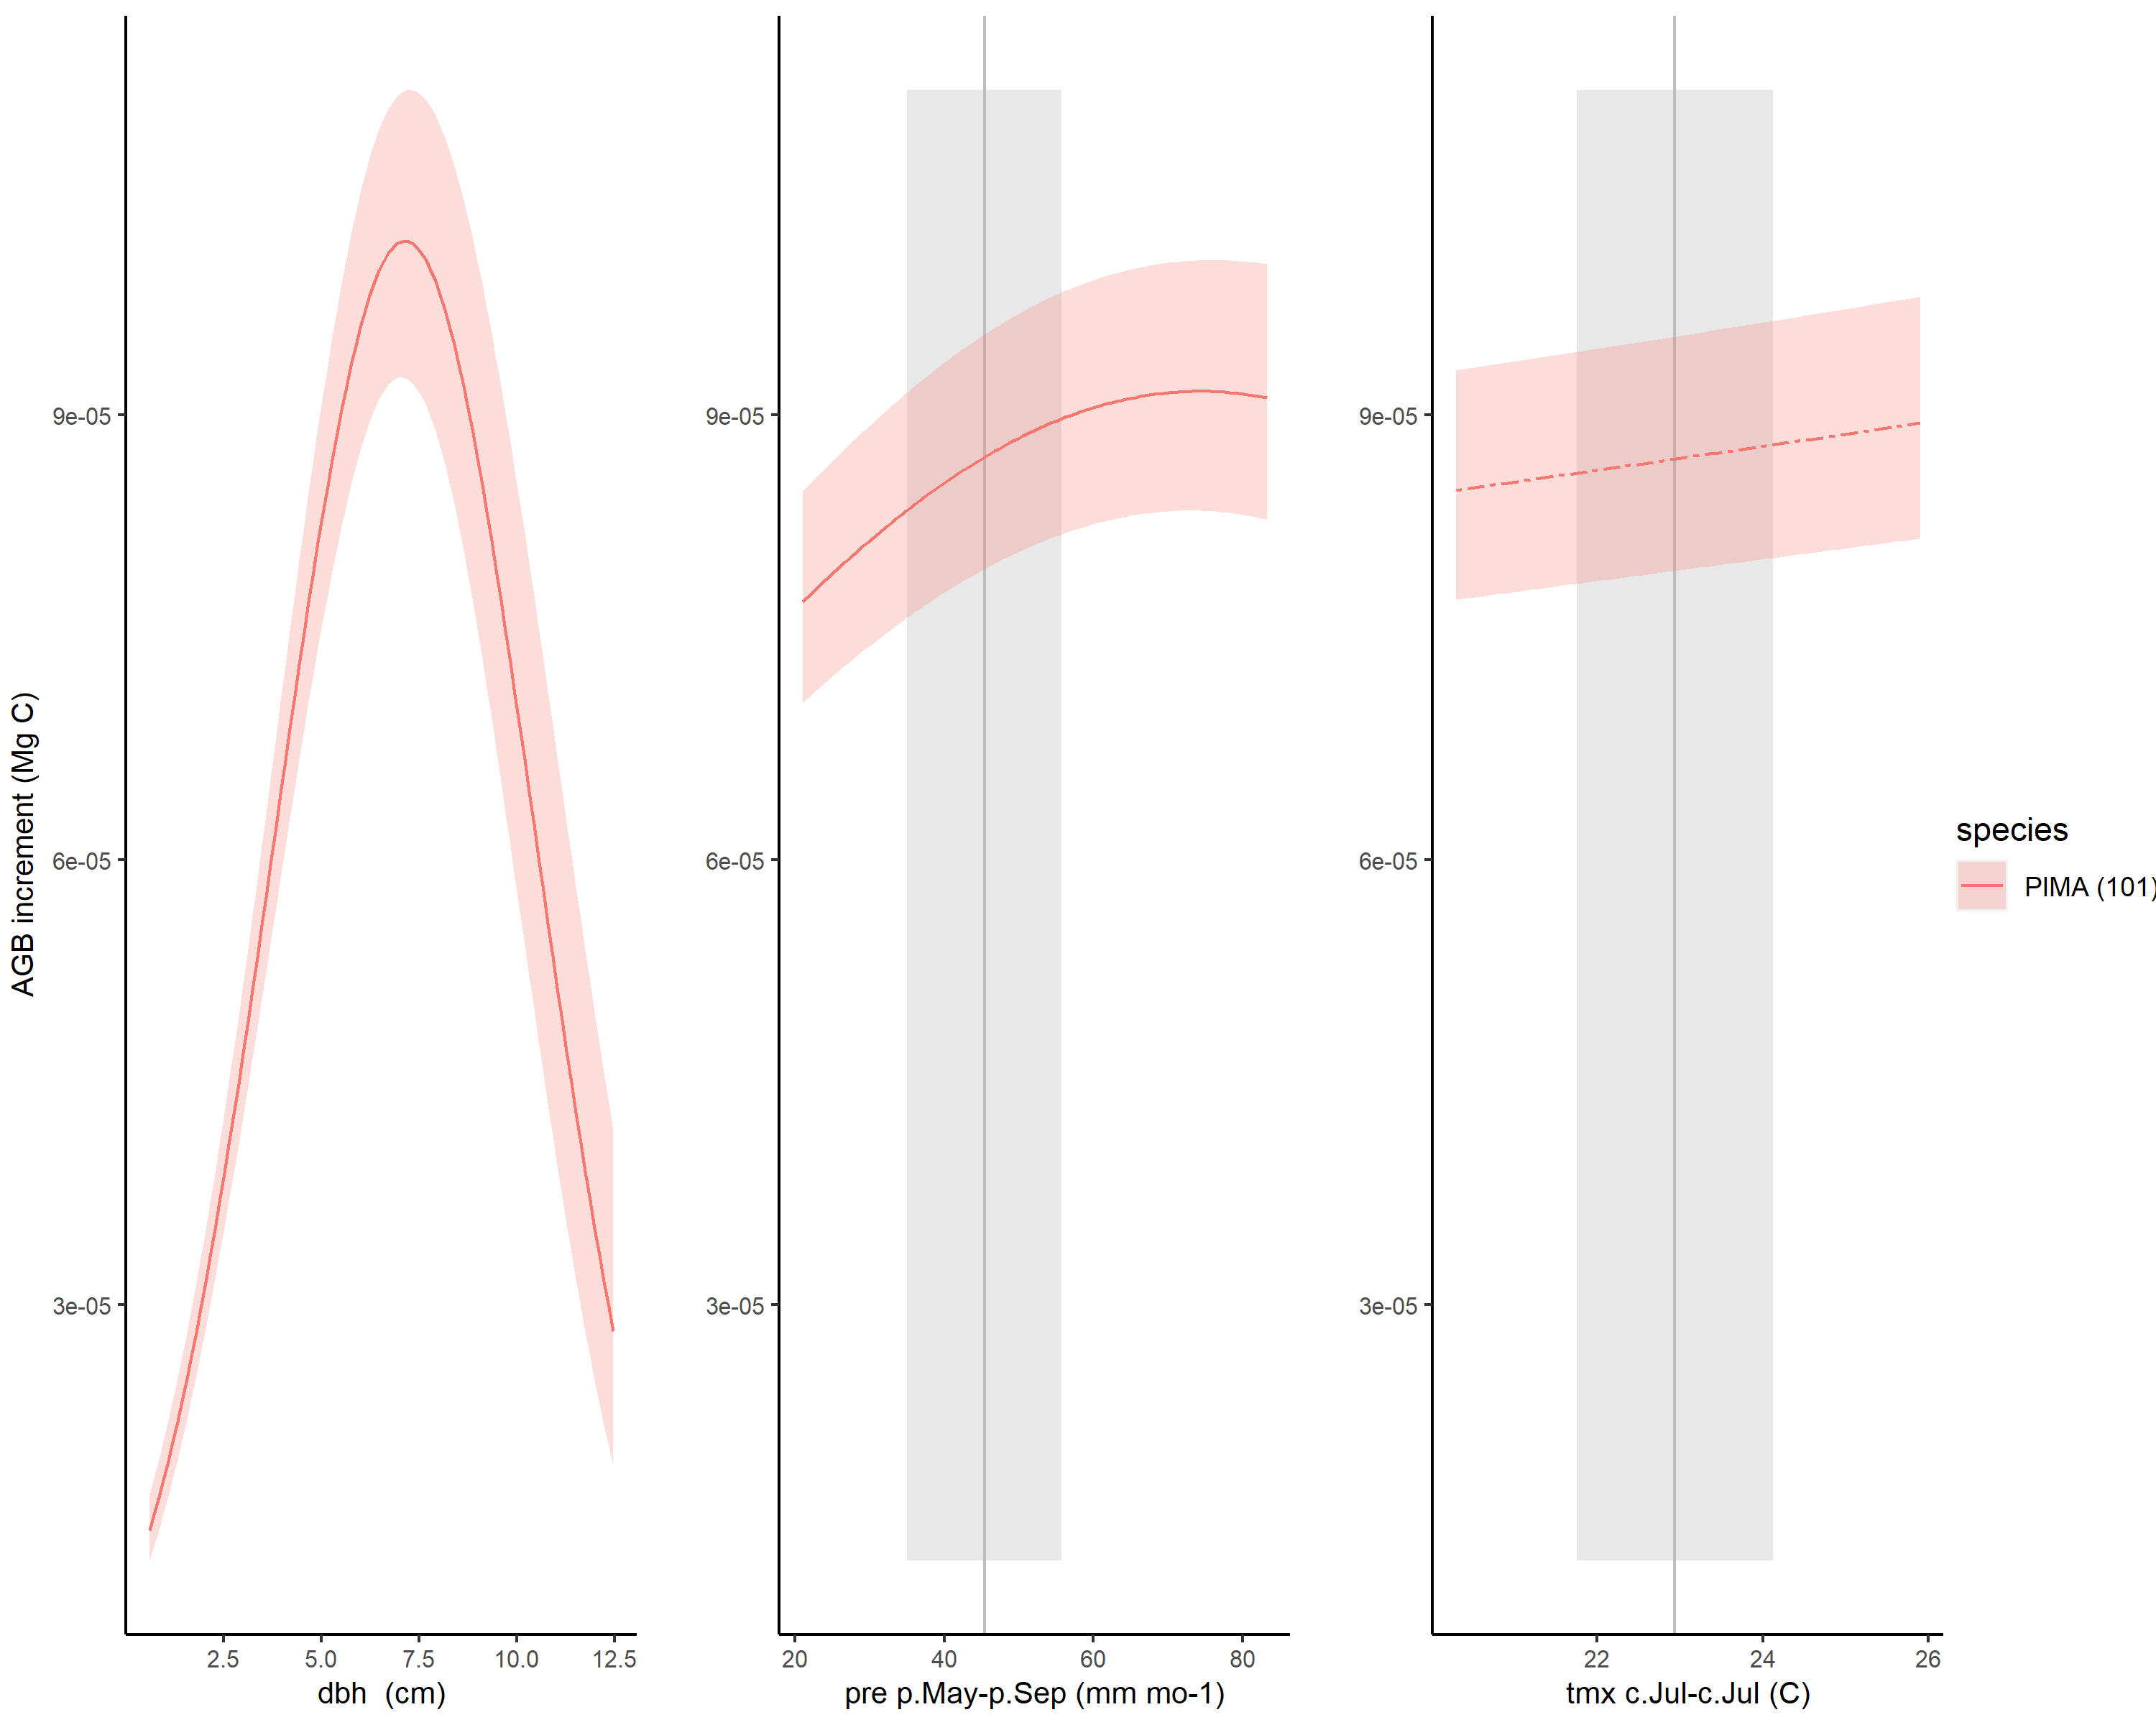 AGB increment (Mg C)
9e-05
6e-05
3e-05
2.5 5.0 7.5 10.0 12.5
dbh  (cm)
9e-05
6e-05
3e-05
20 40 60 80
pre p.May-p.Sep (mm mo-1)
9e-05
6e-05
3e-05
22 24 26
tmx c.Jul-c.Jul (C)
species
PIMA (101)